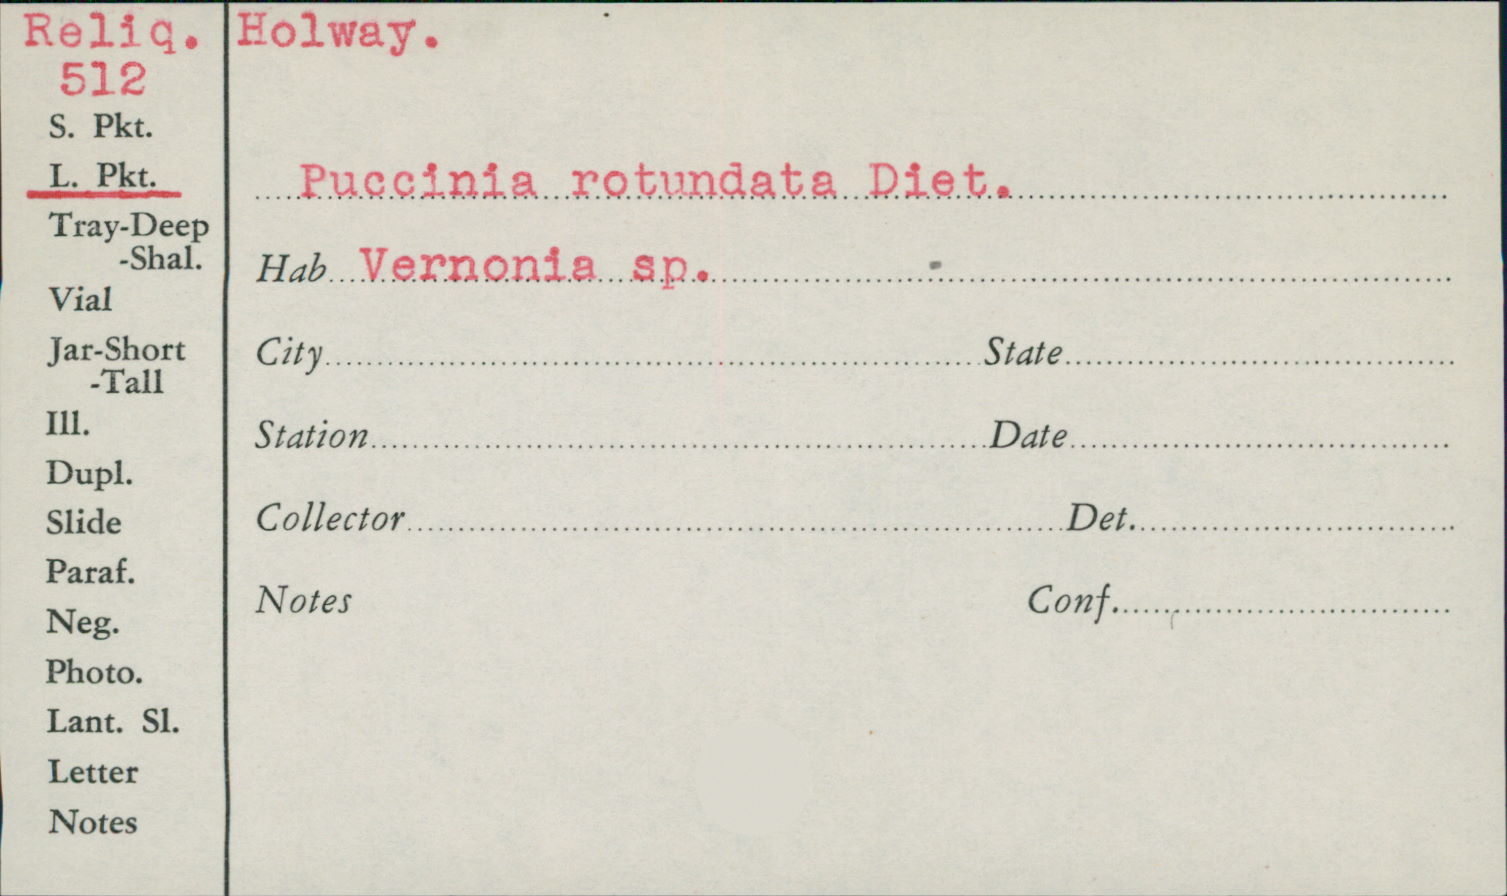 Reliq.
512
S. Pkt.
L. Pkt.
Tray-Deep
-Shal.
Vial
Jar-Short
-Tall
Ill.
Dupl.
Slide
Paraf.
Neg.
Photo.
Lant. Sl.
Letter
Notes
Holway.
Puccinia rotundata Diet.
Hab Vernonia sp.
City State
Station Date
Collector Det.
Notes Conf.